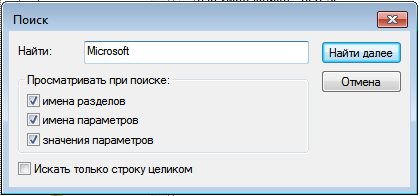 Поиск
Найти: Microsoft Найти далее
Просматривать при поиске: Отмена
имена разделов
имена параметров
значения параметров
Искать только строку целиком